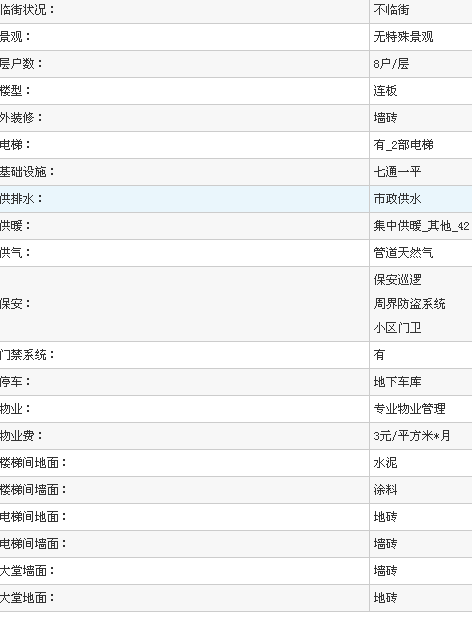 临街状况： 不临街
景观： 无特殊景观
层户数： 8户/层
楼型： 连板
外装修： 墙砖
电梯： 有_2部电梯
基础设施： 七通一平
供排水： 市政供水
供暖： 集中供暖_其他_42
供气： 管道天然气
保安： 保安巡逻
周界防盗系统
小区门卫
门禁系统： 有
停车： 地下车库
物业： 专业物业管理
物业费： 3元/平方米*月
楼梯间地面： 水泥
楼梯间墙面： 涂料
电梯间地面： 地砖
电梯间墙面： 墙砖
大堂墙面： 墙砖
大堂地面： 地砖